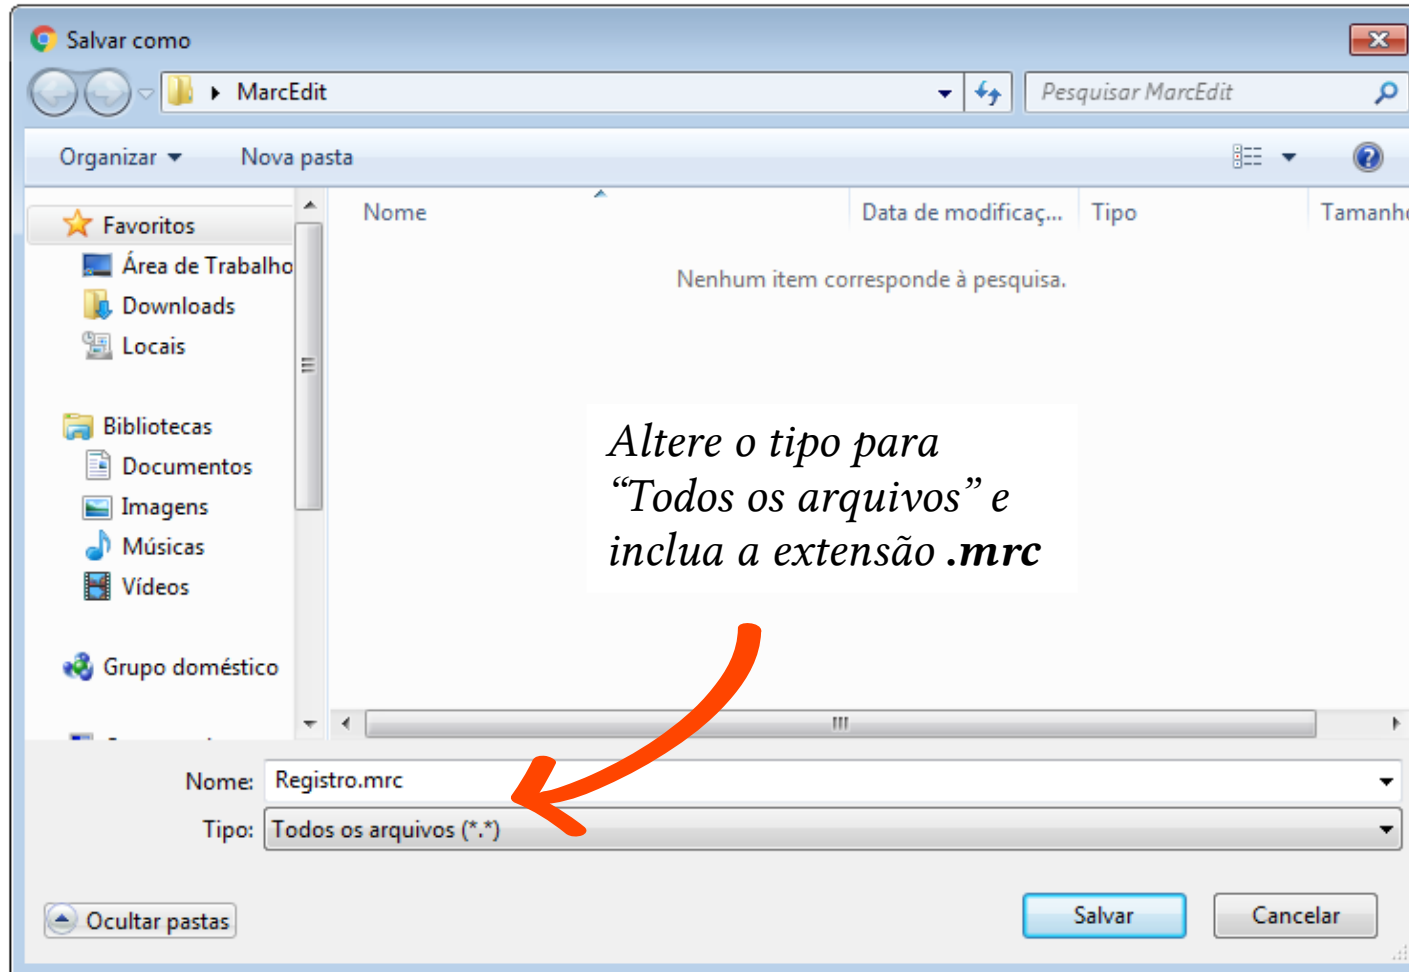 Salvar como
MarcEdit
Pesquisar MarcEdit
Organizar
Nova pasta
Nome
Data de modificaç...
Tipo
Tamanho
Favoritos
Área de Trabalho
Downloads
Locais
Bibliotecas
Documentos
Imagens
Músicas
Vídeos
Grupo doméstico
Nenhum item corresponde à pesquisa.
Altere o tipo para
“Todos os arquivos” e
inclua a extensão .mrc
Nome: Registro.mrc
Tipo: Todos os arquivos (*.*)
Ocultar pastas
Salvar
Cancelar